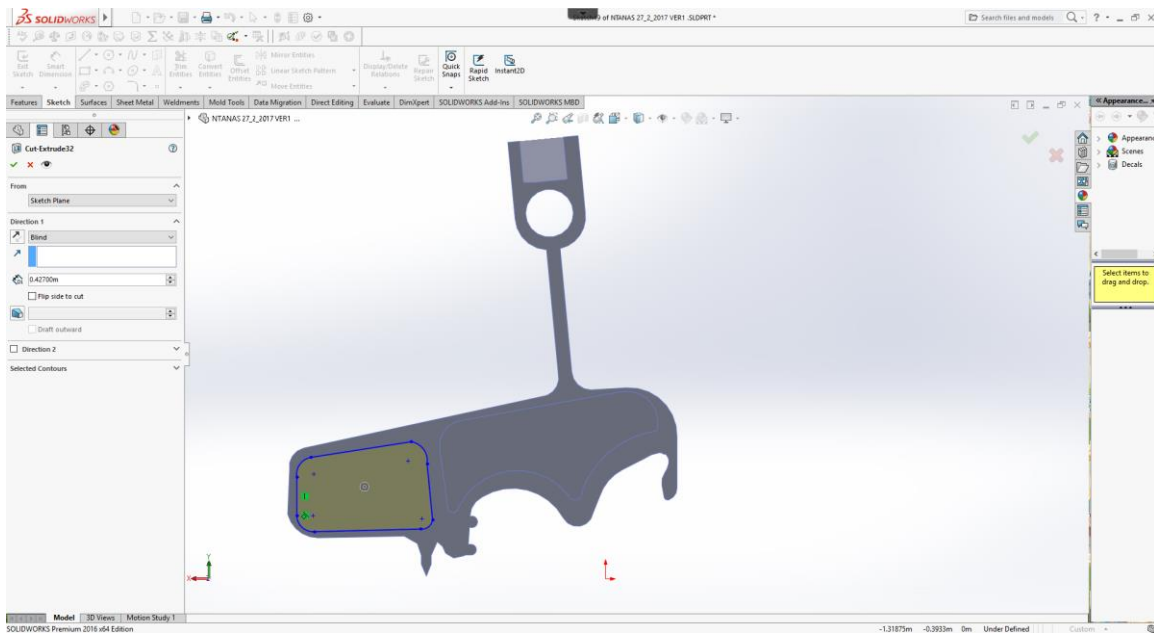 SOLIDWORKS
of NTANAS 27_2_2017 VER1 .SLDPRT *
Search files and models
Exit Sketch
Smart Dimension
Trim Entities
Convert Entities
Offset Entities
Mirror Entities
Linear Sketch Pattern
Move Entities
Display/Delete Relations
Repair Sketch
Quick Snaps
Rapid Sketch
Instant2D
Features Sketch Surfaces Sheet Metal Weldments Mold Tools Data Migration Direct Editing Evaluate DimXpert SOLIDWORKS Add-Ins SOLIDWORKS MBD
NTANAS 27_2_2017 VER1 ...
Appearance...
Appearanc
Scenes
Decals
Cut-Extrude32
From
Sketch Plane
Direction 1
Blind
0.42700m
Flip side to cut
Draft outward
Direction 2
Selected Contours
Select items to
drag and drop.
Y
X
Model 3D Views Motion Study 1
SOLIDWORKS Premium 2016 x64 Edition
-1.31875m -0.3933m 0m Under Defined Custom